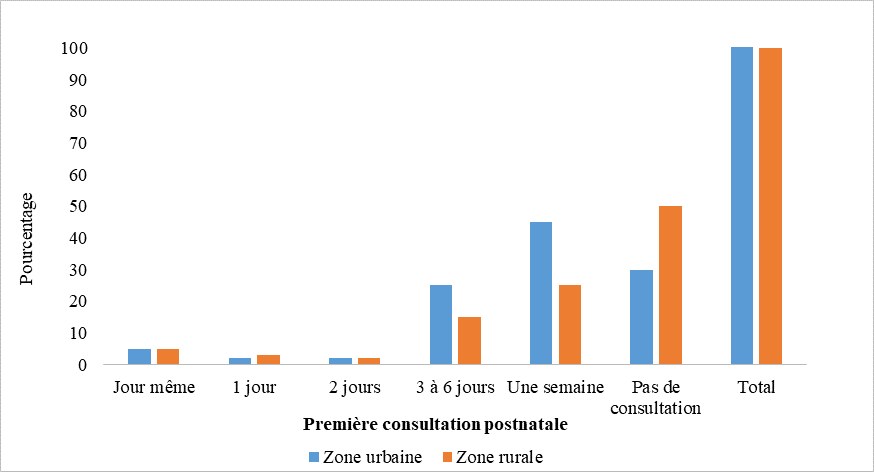 100
90
80
70
60
50
40
30
20
10
0
Pourcentage
Jour même
1 jour
2 jours
3 à 6 jours
Une semaine
Pas de
consultation
Total
Première consultation postnatale
Zone urbaine
Zone rurale